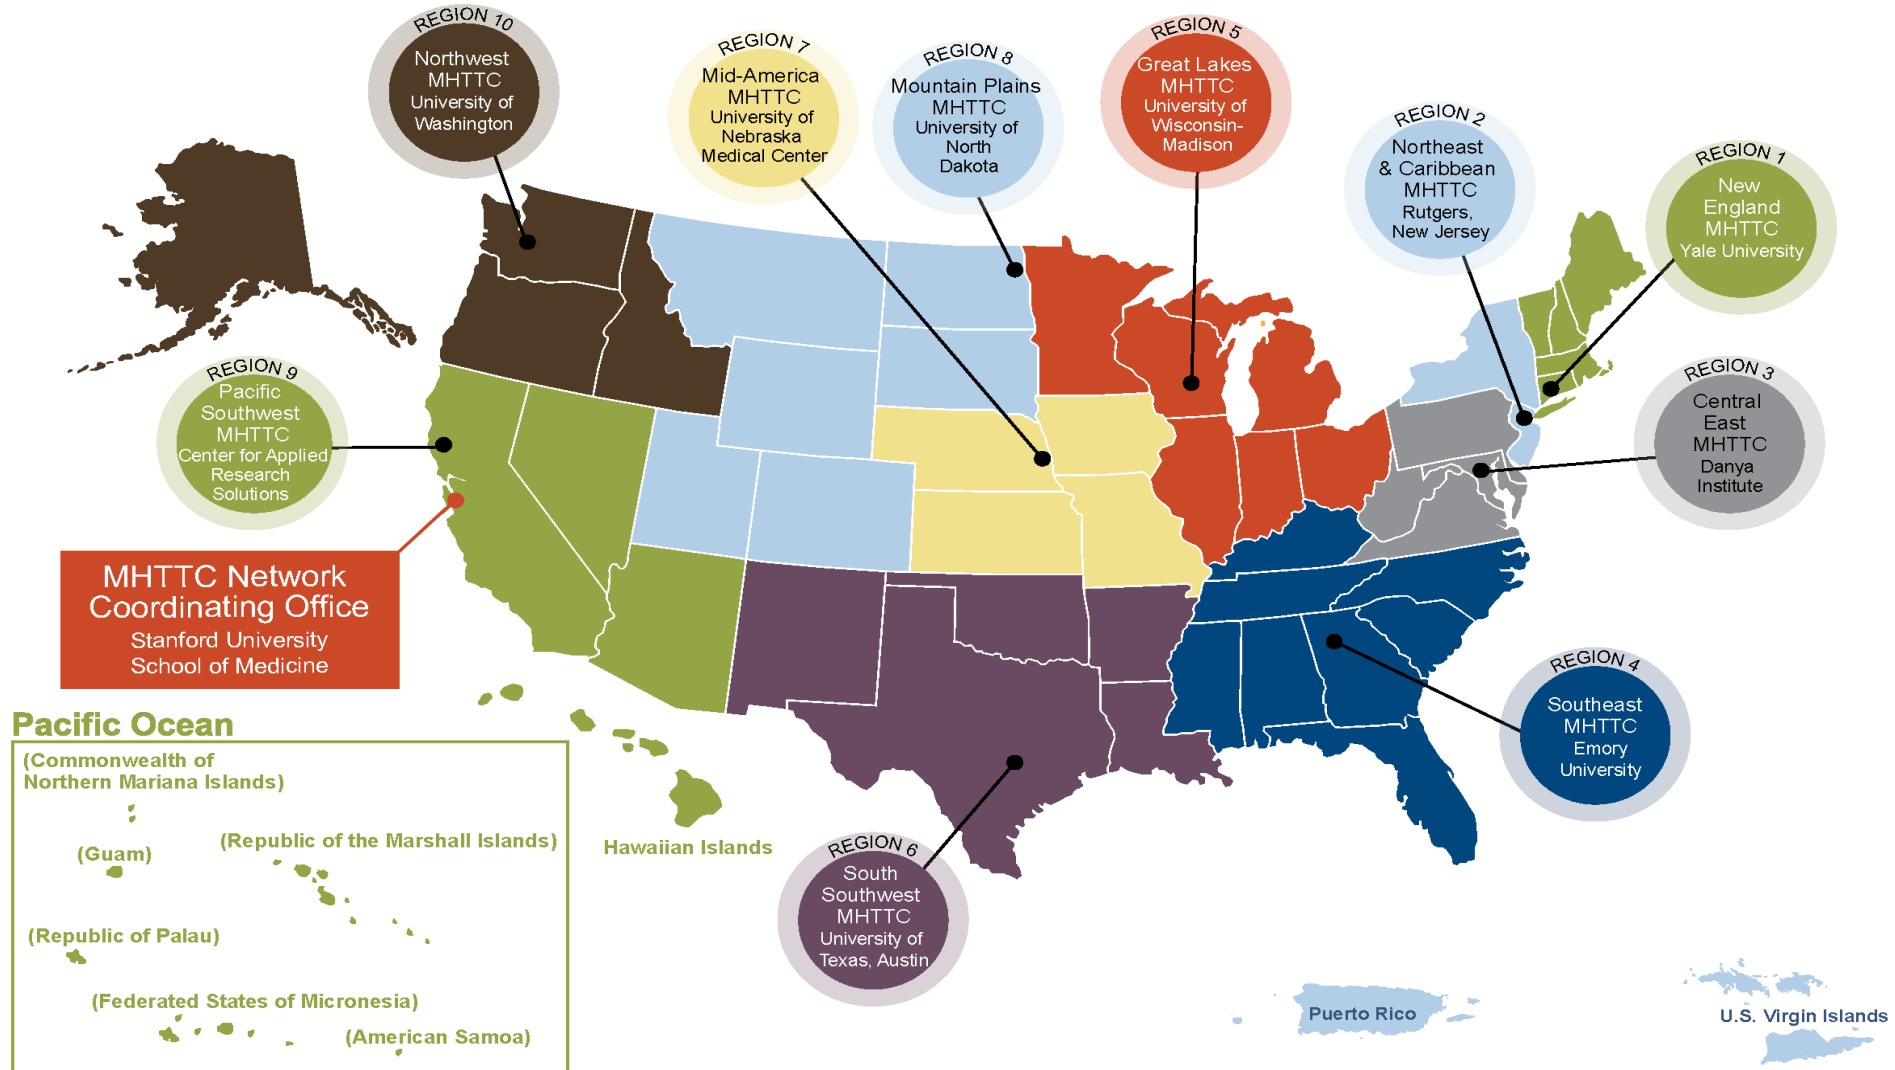 REGION 10
Northwest
MHTTC
University of
Washington
REGION 7
Mid-America
MHTTC
University of
Nebraska
Medical Center
REGION 8
Mountain Plains
MHTTC
University of
North
Dakota
REGION 5
Great Lakes
MHTTC
University of
Wisconsin-
Madison
REGION 2
Northeast
& Caribbean
MHTTC
Rutgers,
New Jersey
REGION 1
New
England
MHTTC
Yale University
REGION 9
Pacific
Southwest
MHTTC
Center for Applied
Research
Solutions
REGION 3
Central
East
MHTTC
Danya
Institute
MHTTC Network
Coordinating Office
Stanford University
School of Medicine
REGION 4
Southeast
MHTTC
Emory
University
Pacific Ocean
(Commonwealth of
Northern Mariana Islands)
(Guam)
(Republic of the Marshall Islands)
(Republic of Palau)
(Federated States of Micronesia)
(American Samoa)
Hawaiian Islands
REGION 6
South
Southwest
MHTTC
University of
Texas, Austin
Puerto Rico
U.S. Virgin Islands